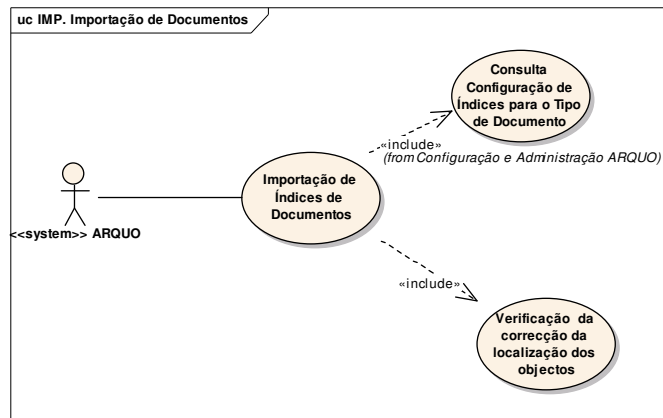 uc IMP. Importação de Documentos
Consulta
Configuração de
Índices para o Tipo
de Documento
«include»
(from Configuração e Administração ARQUO)
Importação de
Índices de
Documentos
<<system>> ARQUO
«include»
Verificação da
correcção da
localização dos
objectos